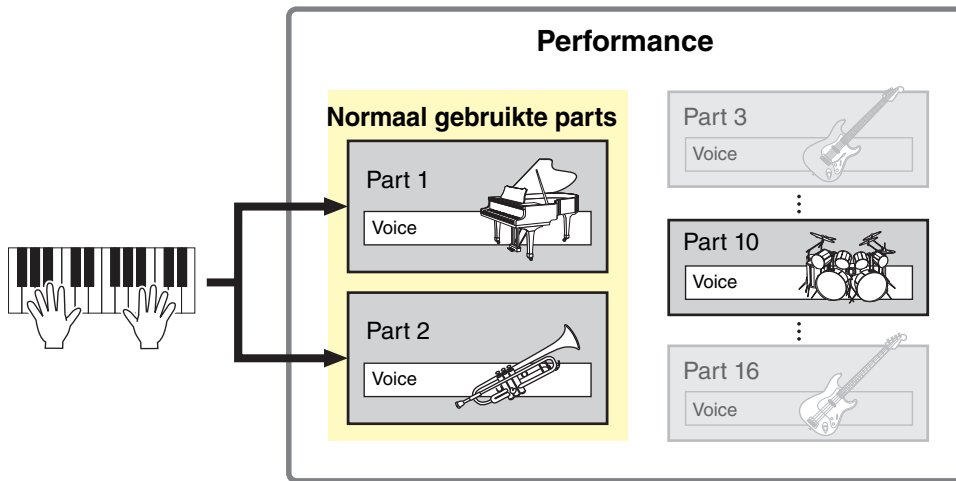 Performance
Normaal gebruikte parts
Part 1
Voice
Part 2
Voice
Part 3
Voice
Part 10
Voice
Part 16
Voice